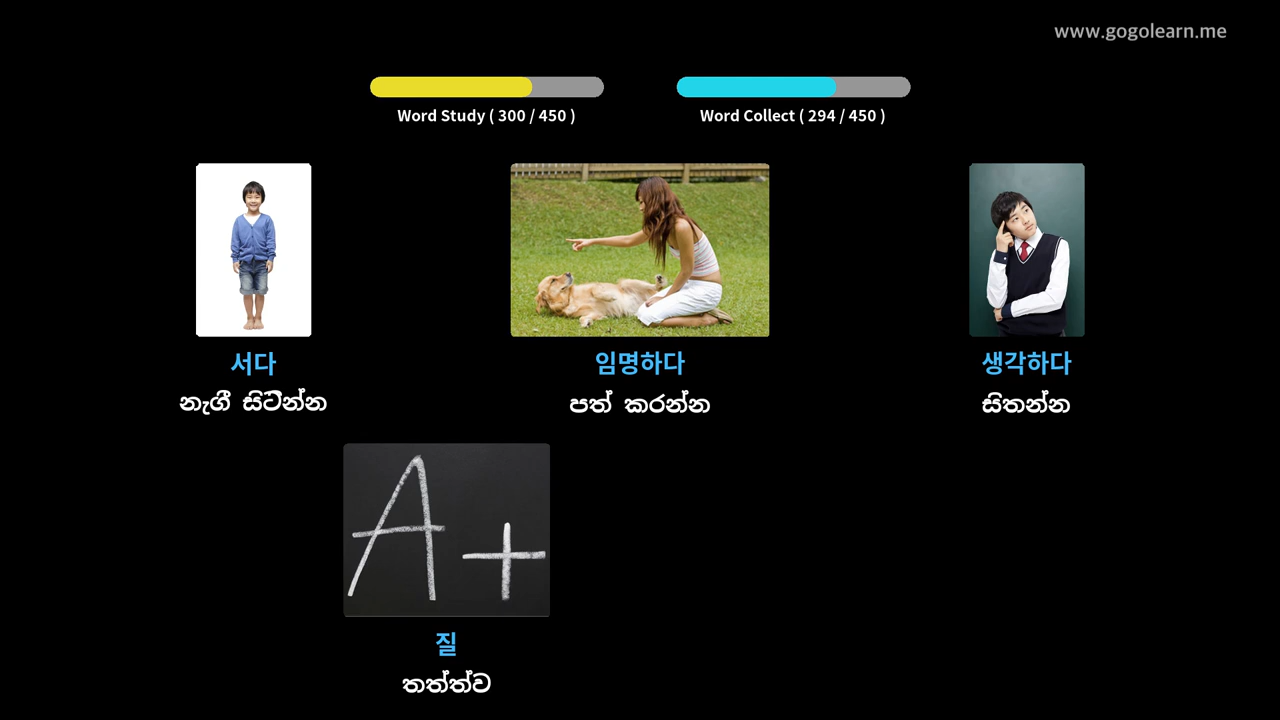 www.gogolearn.me
Word Study ( 300 / 450 )
Word Collect ( 294 / 450 )
서다
නැගී සිටින්න
임명하다
පත් කරන්න
생각하다
සිතන්න
A+
질
තත්ත්ව